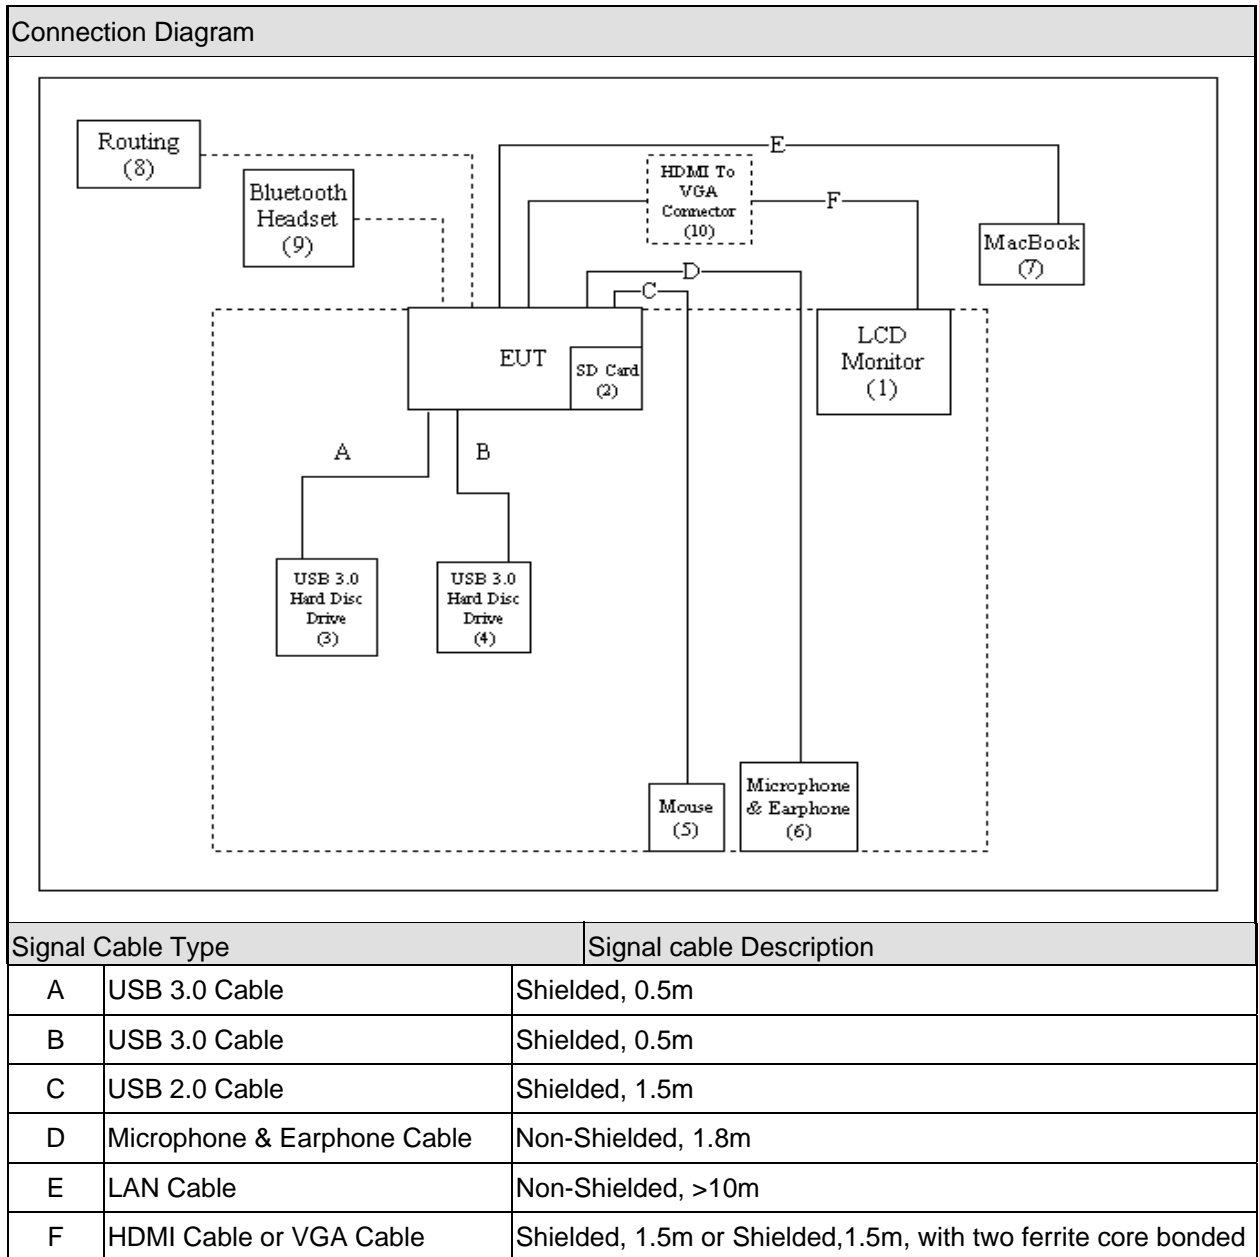 Connection Diagram
Routing
(8)
Bluetooth
Headset
(9)
E
HDMI To
VGA
Connector
(10)
F
MacBook
(7)
D
C
EUT
SD Card
(2)
LCD
Monitor
(1)
A
B
USB 3.0
Hard Disc
Drive
(3)
USB 3.0
Hard Disc
Drive
(4)
Mouse
(5)
Microphone
& Earphone
(6)
Signal Cable Type Signal cable Description
A USB 3.0 Cable Shielded, 0.5m
B USB 3.0 Cable Shielded, 0.5m
C USB 2.0 Cable Shielded, 1.5m
D Microphone & Earphone Cable Non-Shielded, 1.8m
E LAN Cable Non-Shielded, >10m
F HDMI Cable or VGA Cable Shielded, 1.5m or Shielded,1.5m, with two ferrite core bonded